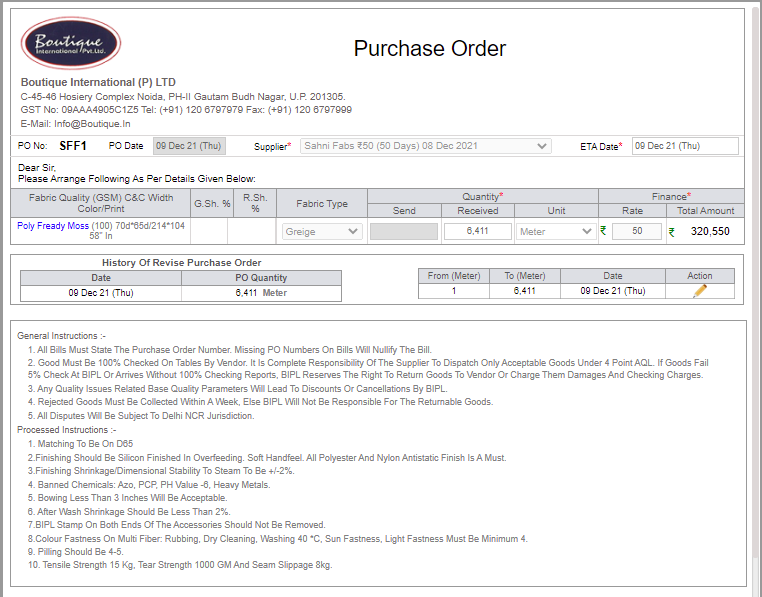 Boutique
International Pvt.Ltd.
Purchase Order
Boutique International (P) LTD
C-45-46 Hosiery Complex Noida, PH-II Gautam Budh Nagar, U.P. 201305.
GST No: 09AAA4905C1Z5 Tel: (+91) 120 6797979 Fax: (+91) 120 6797999
E-Mail: Info@Boutique.In
PO No: SFF1 PO Date 09 Dec 21 (Thu) Supplier* Sahni Fabs ₹50 (50 Days) 08 Dec 2021 ETA Date* 09 Dec 21 (Thu)
Dear Sir,
Please Arrange Following As Per Details Given Below:
Fabric Quality (GSM) C&C Width Color/Print G.Sh. % R.Sh. % Fabric Type Quantity* Finance*
Send Received Unit Rate Total Amount
Poly Fready Moss (100) 70d*65d/214*104 Greige 6,411 Meter ₹ 50 ₹ 320,550
58" In
History Of Revise Purchase Order
Date PO Quantity
09 Dec 21 (Thu) 6,411 Meter
From (Meter) To (Meter) Date Action
1 6,411 09 Dec 21 (Thu)
General Instructions :-
1. All Bills Must State The Purchase Order Number. Missing PO Numbers On Bills Will Nullify The Bill.
2. Good Must Be 100% Checked On Tables By Vendor. It Is Complete Responsibility Of The Supplier To Dispatch Only Acceptable Goods Under 4 Point AQL. If Goods Fail
5% Check At BIPL Or Arrives Without 100% Checking Reports, BIPL Reserves The Right To Return Goods To Vendor Or Charge Them Damages And Checking Charges.
3. Any Quality Issues Related Base Quality Parameters Will Lead To Discounts Or Cancellations By BIPL.
4. Rejected Goods Must Be Collected Within A Week, Else BIPL Will Not Be Responsible For The Returnable Goods.
5. All Disputes Will Be Subject To Delhi NCR Jurisdiction.
Processed Instructions :-
1. Matching To Be On D65
2.Finishing Should Be Silicon Finished In Overfeeding. Soft Handfeel. All Polyester And Nylon Antistatic Finish Is A Must.
3.Finishing Shrinkage/Dimensional Stability To Steam To Be +/-2%.
4. Banned Chemicals: Azo, PCP, PH Value -6, Heavy Metals.
5. Bowing Less Than 3 Inches Will Be Acceptable.
6. After Wash Shrinkage Should Be Less Than 2%.
7.BIPL Stamp On Both Ends Of The Accessories Should Not Be Removed.
8.Colour Fastness On Multi Fiber: Rubbing, Dry Cleaning, Washing 40 *C, Sun Fastness, Light Fastness Must Be Minimum 4.
9. Pilling Should Be 4-5.
10. Tensile Strength 15 Kg, Tear Strength 1000 GM And Seam Slippage 8kg.